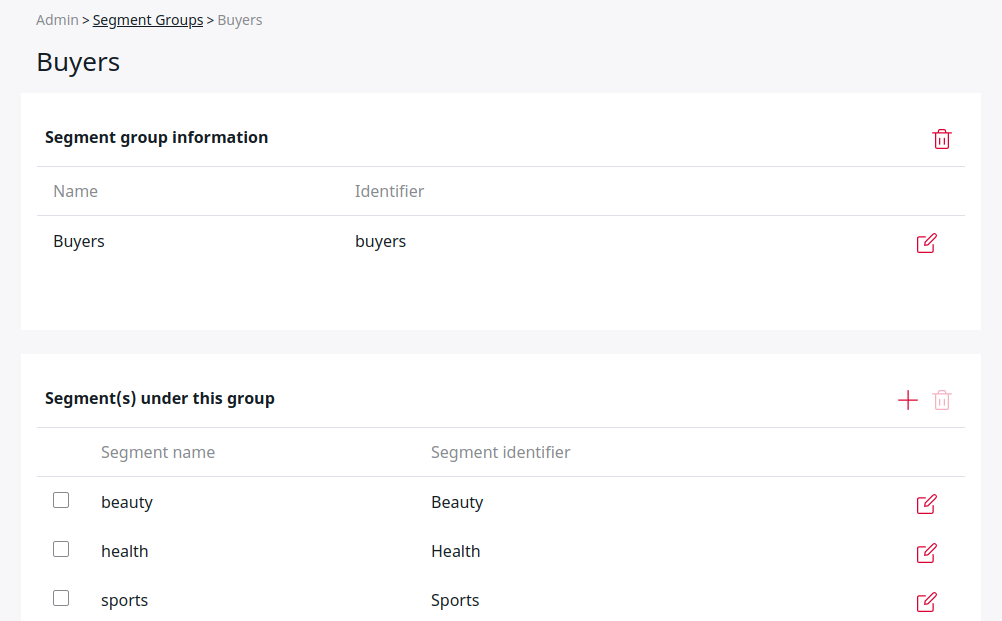 Admin > Segment Groups > Buyers
Buyers
Segment group information
Name Identifier
Buyers buyers
Segment(s) under this group
Segment name Segment identifier
beauty Beauty
health Health
sports Sports